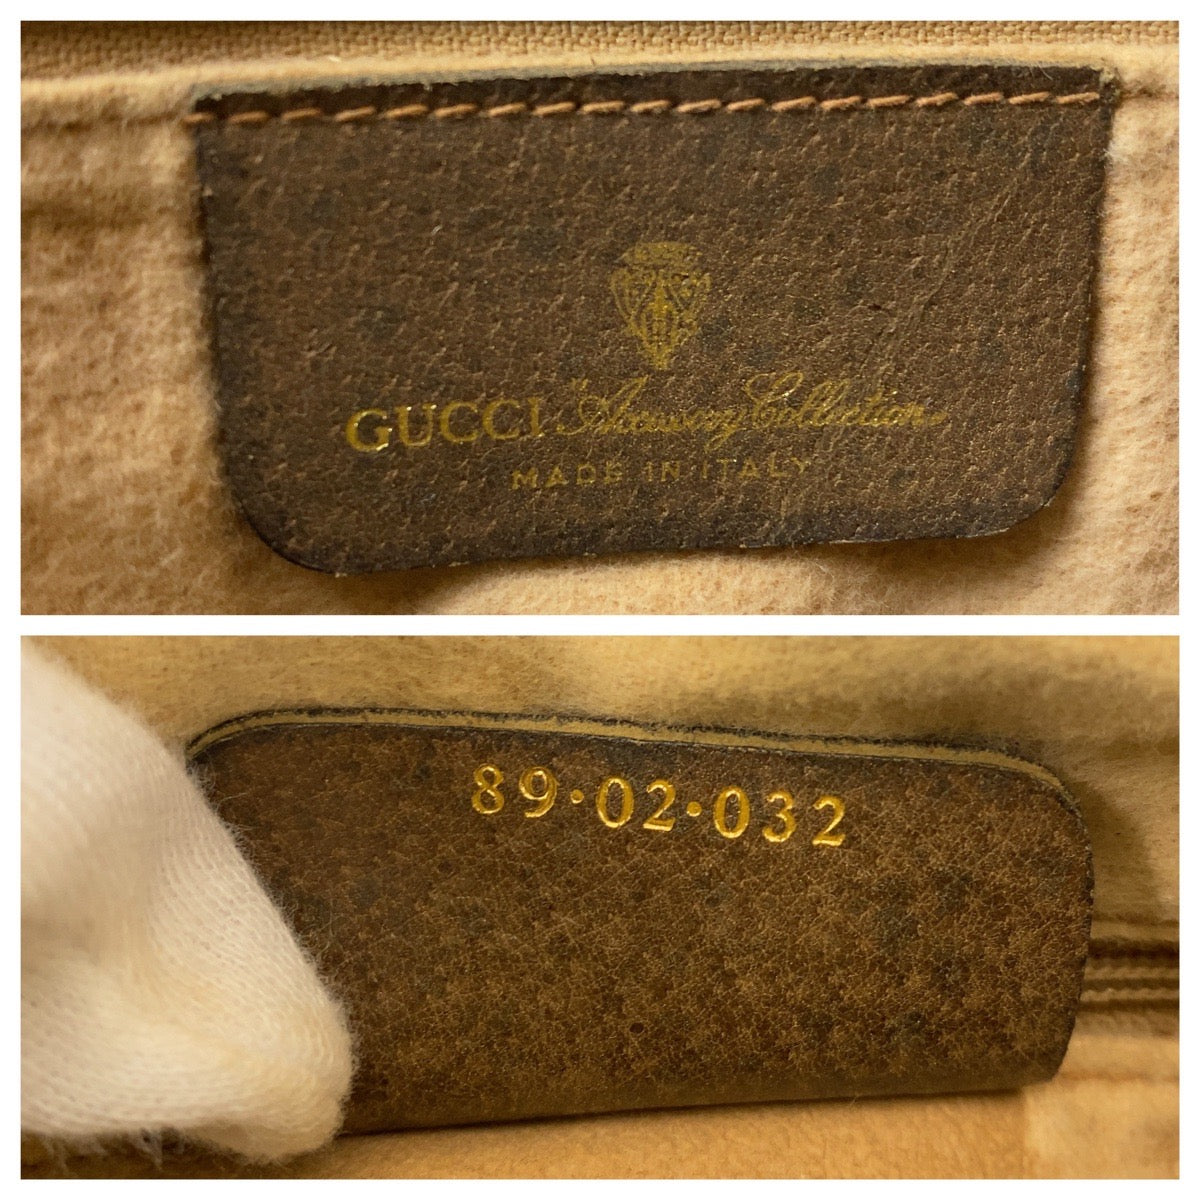 GUCCI "Accessory Collection"
MADE IN ITALY
89·02·032